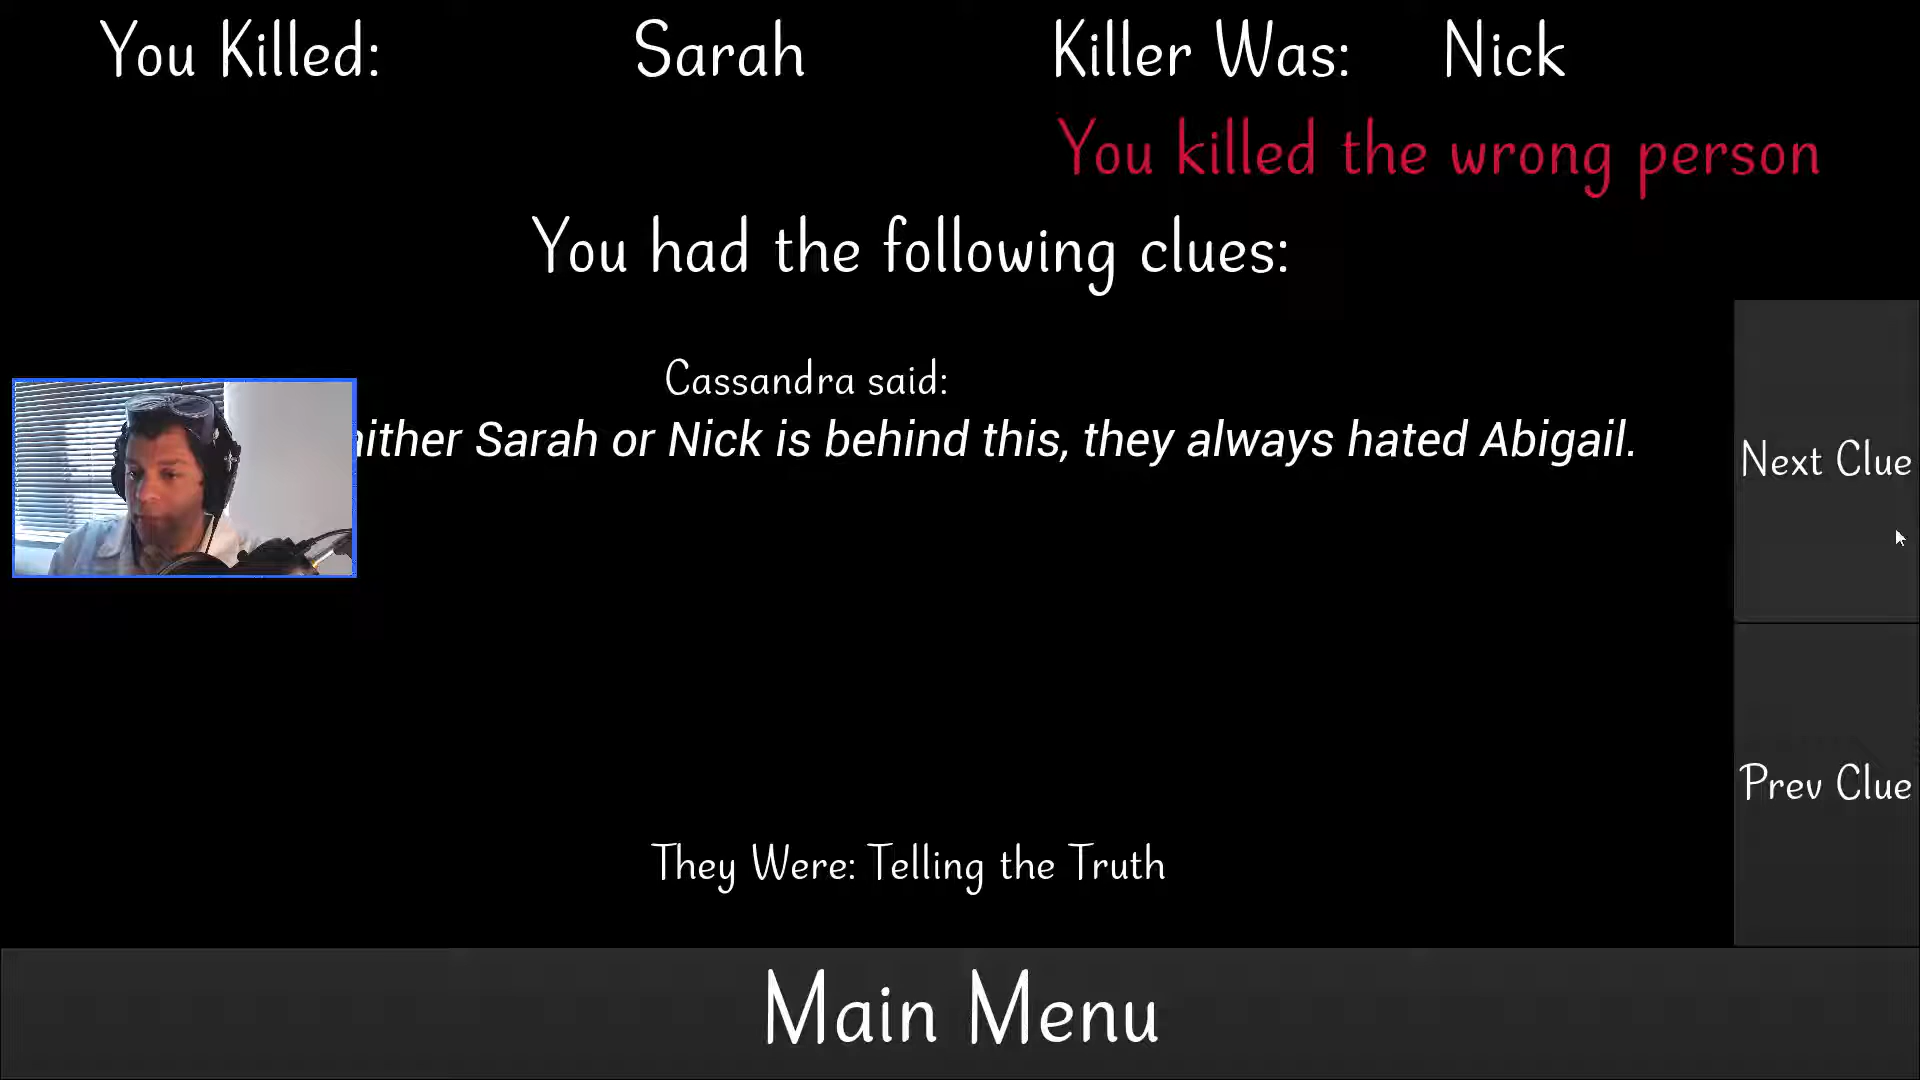 You Killed: Sarah Killer Was: Nick
You killed the wrong person
You had the following clues:
Cassandra said:
Sarah or Nick is behind this, they always hated Abigail.
Next Clue
Prev Clue
They Were: Telling the Truth
Main Menu